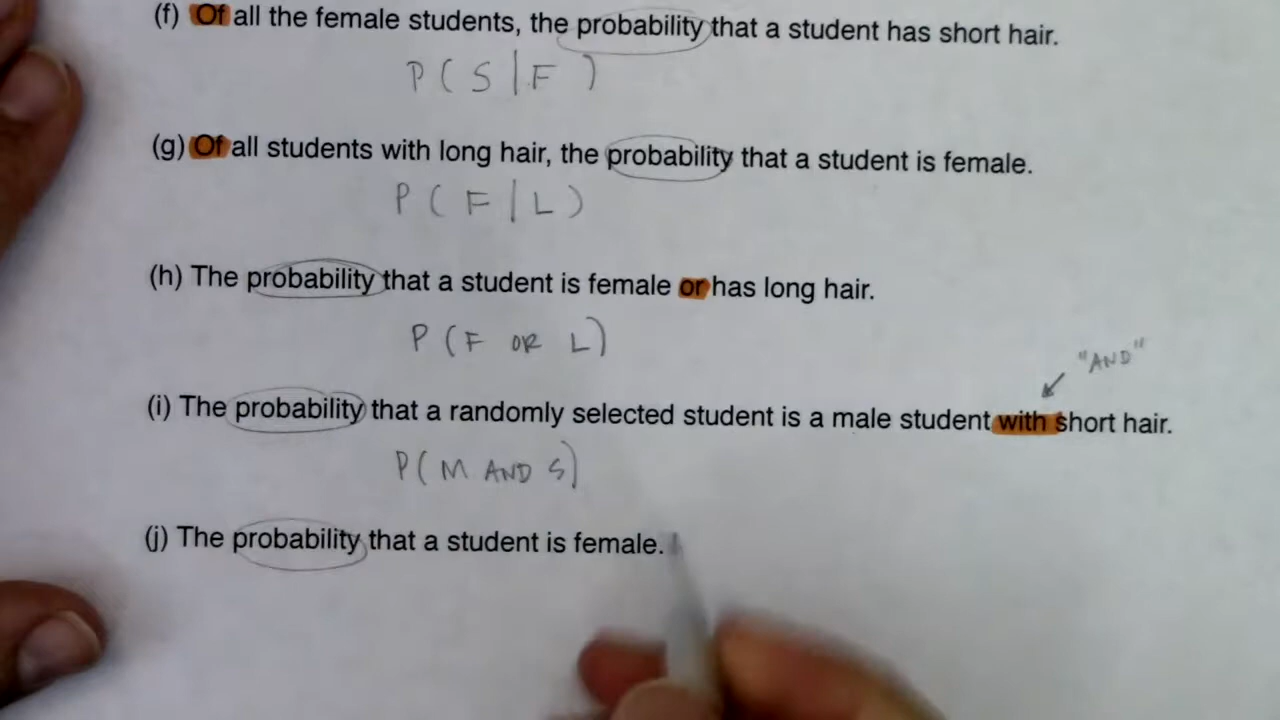 (f) Of all the female students, the probability that a student has short hair.
P(S|F)
(g) Of all students with long hair, the probability that a student is female.
P(F|L)
(h) The probability that a student is female or has long hair.
P(F OR L)
"AND"
(i) The probability that a randomly selected student is a male student with short hair.
P(M AND S)
(j) The probability that a student is female.